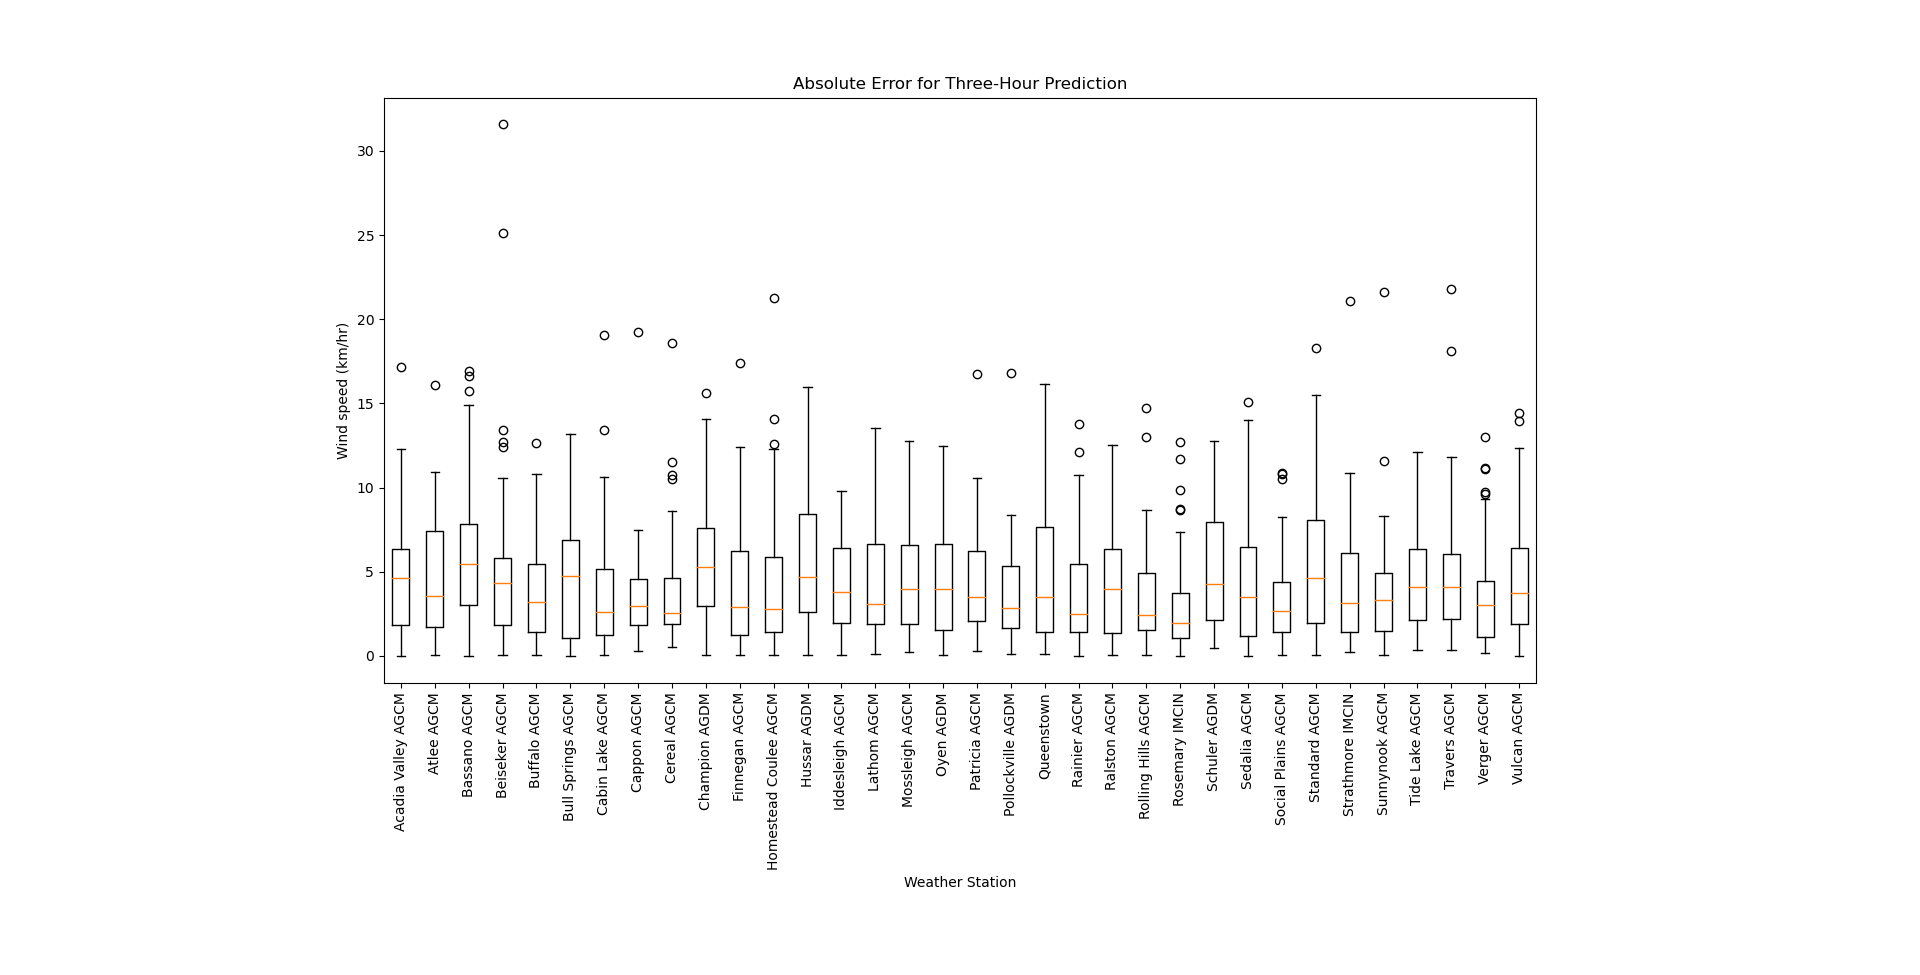 Absolute Error for Three-Hour Prediction
30
25
20
15
10
5
0
Wind speed (km/hr)
Acadia Valley AGCM
Atlee AGCM
Bassano AGCM
Beiseker AGCM
Buffalo AGCM
Bull Springs AGCM
Cabin Lake AGCM
Cappon AGCM
Cereal AGCM
Champion AGDM
Finnegan AGCM
Homestead Coulee AGCM
Hussar AGDM
Iddesleigh AGCM
Lathom AGCM
Mossleigh AGCM
Oyen AGDM
Patricia AGCM
Pollockville AGDM
Queenstown
Rainier AGCM
Ralston AGCM
Rolling Hills AGCM
Rosemary IMCIN
Schuler AGDM
Sedalia AGCM
Social Plains AGCM
Standard AGCM
Strathmore IMCIN
Sunnynook AGCM
Tide Lake AGCM
Travers AGCM
Verger AGCM
Vulcan AGCM
Weather Station